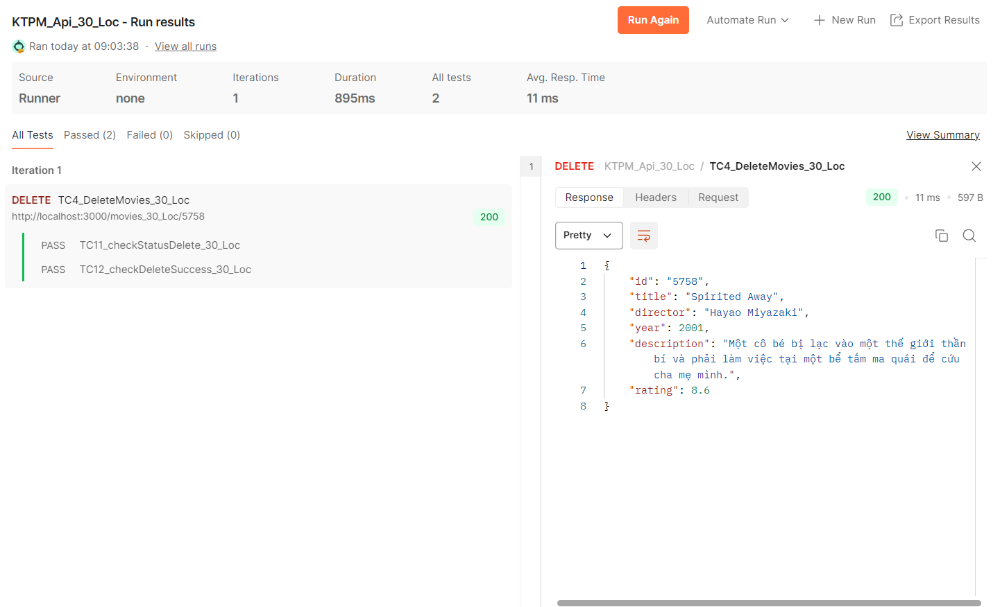 KTPM_Api_30_Loc - Run results
Run Again
Automate Run
New Run
Export Results
Ran today at 09:03:38 · View all runs
Source
Environment
Iterations
Duration
All tests
Avg. Resp. Time
Runner
none
1
895ms
2
11 ms
All Tests
Passed (2)
Failed (0)
Skipped (0)
View Summary
Iteration 1
DELETE TC4_DeleteMovies_30_Loc
http://localhost:3000/movies_30_Loc/5758
200
PASS TC11_checkStatusDelete_30_Loc
PASS TC12_checkDeleteSuccess_30_Loc
1
DELETE KTPM_Api_30_Loc / TC4_DeleteMovies_30_Loc
Response
Headers
Request
200 • 11 ms • 597 B
Pretty
1 {
2 "id": "5758",
3 "title": "Spirited Away",
4 "director": "Hayao Miyazaki",
5 "year": 2001,
6 "description": "Một cô bé bị lạc vào một thế giới thần
bí và phải làm việc tại một bể tắm ma quái để cứu
cha mẹ mình.",
7 "rating": 8.6
8 }